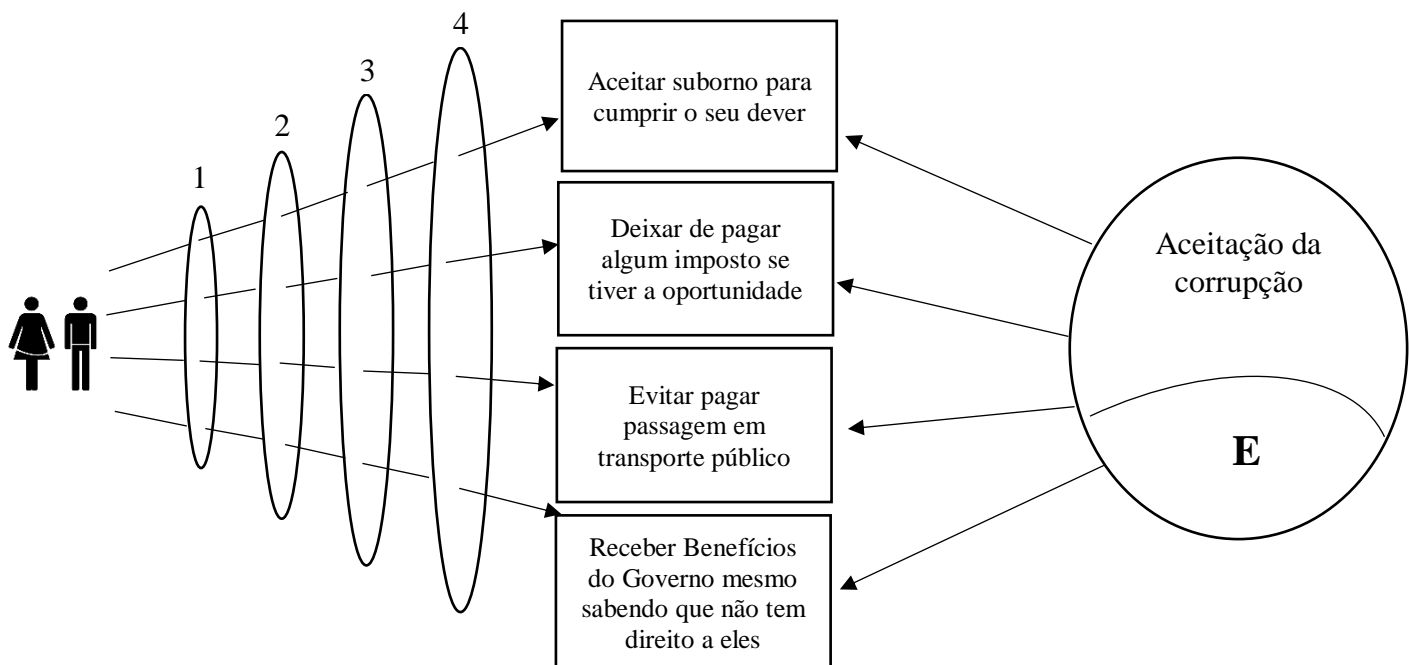 1
2
3
4
Aceitar suborno para
cumprir o seu dever
Deixar de pagar
algum imposto se
tiver a oportunidade
Evitar pagar
passagem em
transporte público
Receber Benefícios
do Governo mesmo
sabendo que não tem
direito a eles
Aceitação da
corrupção
E